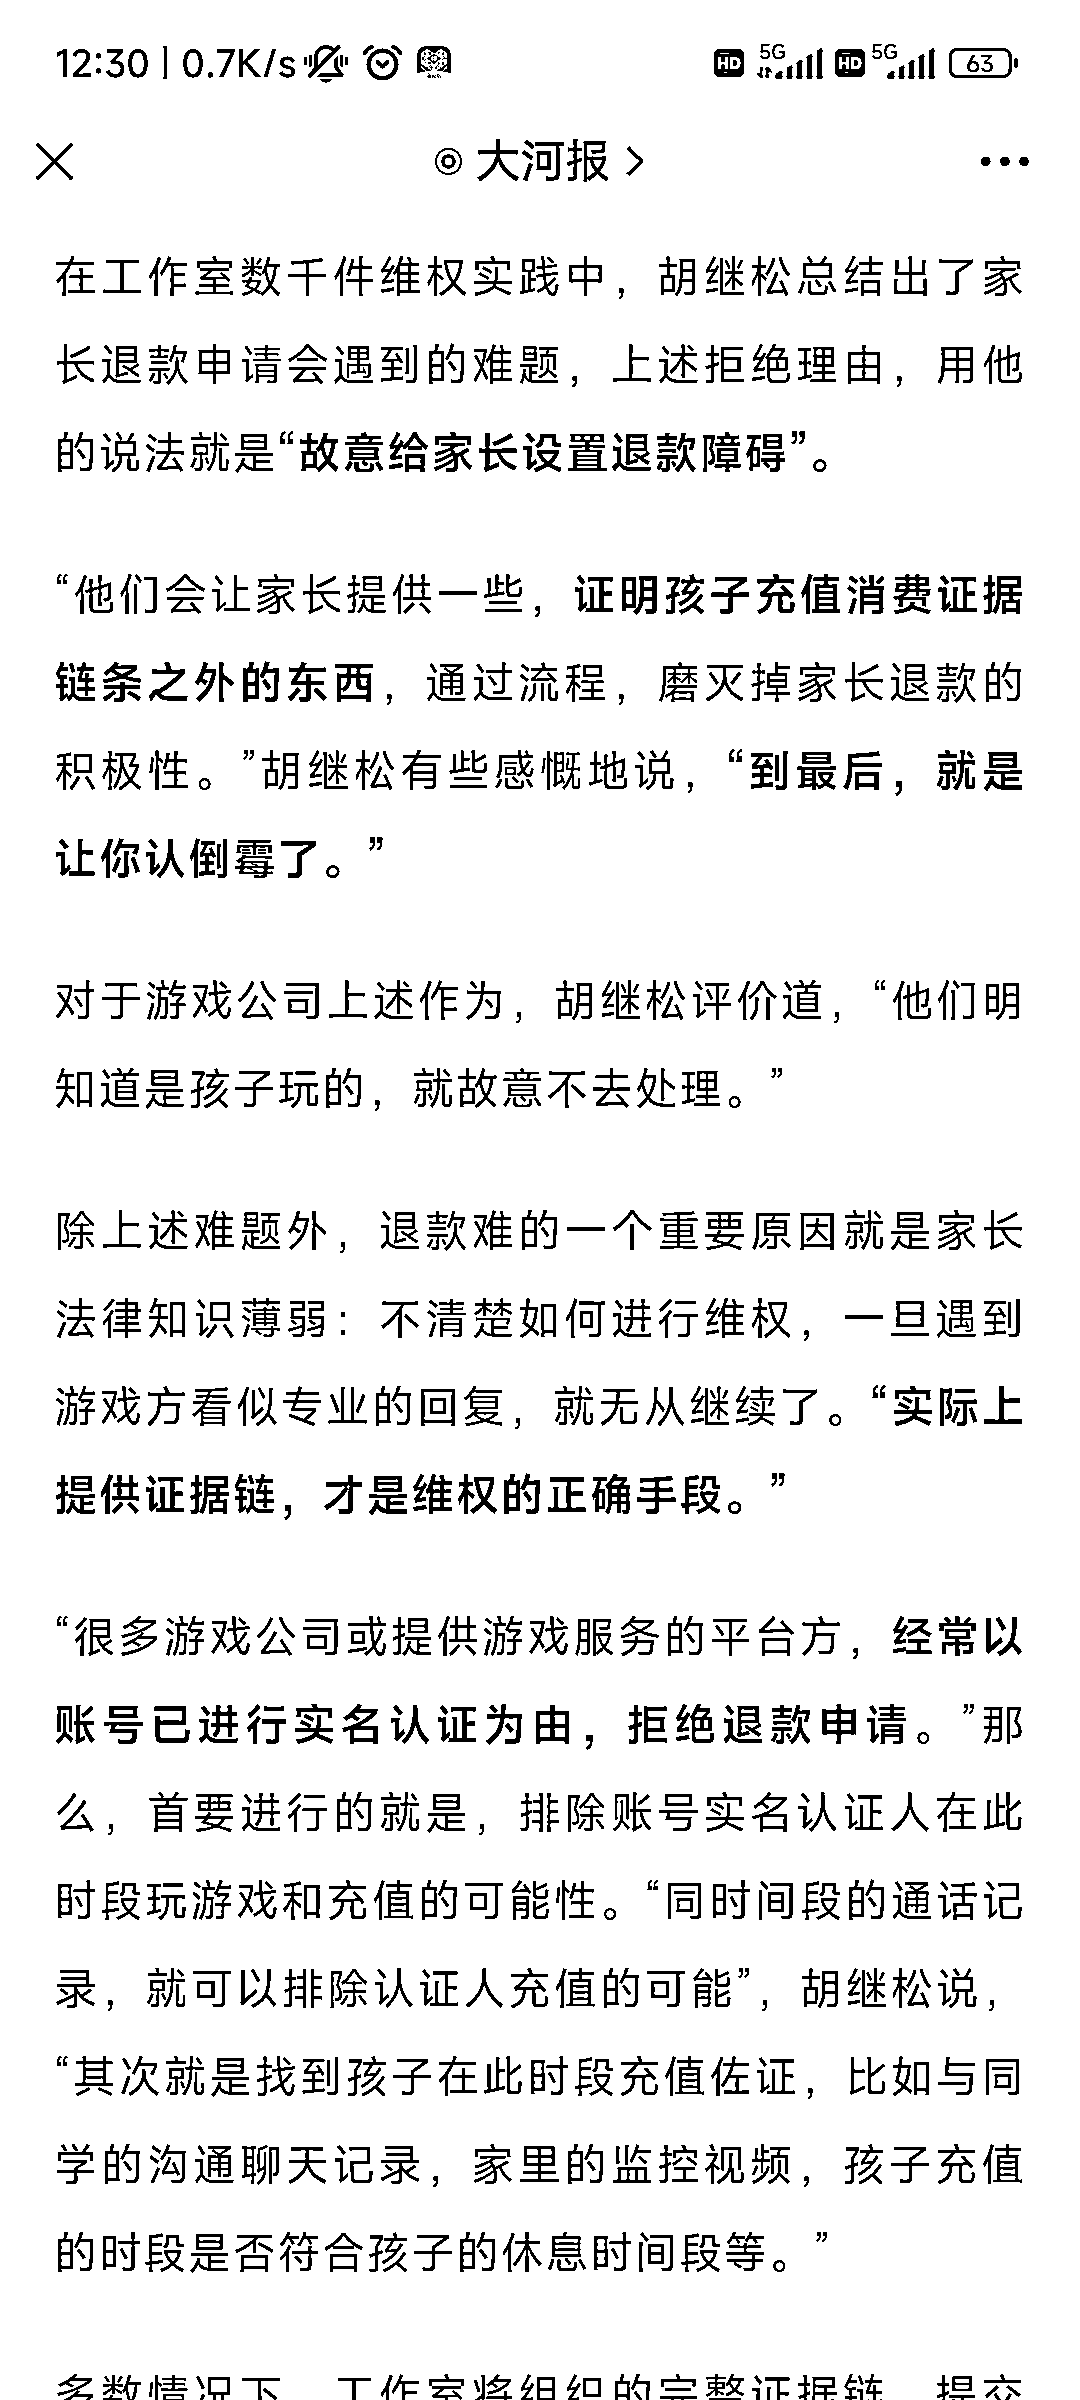 12:30 | 0.7K/s HD 5G HD 5G 63
大河报
在工作室数千件维权实践中，胡继松总结出了家
长退款申请会遇到的难题，上述拒绝理由，用他
的说法就是“故意给家长设置退款障碍”。
“他们会让家长提供一些，证明孩子充值消费证据
链条之外的东西，通过流程，磨灭掉家长退款的
积极性。”胡继松有些感慨地说，“到最后，就是
让你认倒霉了。”
对于游戏公司上述作为，胡继松评价道，“他们明
知道是孩子玩的，就故意不去处理。”
除上述难题外，退款难的一个重要原因就是家长
法律知识薄弱：不清楚如何进行维权，一旦遇到
游戏方看似专业的回复，就无从继续了。“实际上
提供证据链，才是维权的正确手段。”
“很多游戏公司或提供游戏服务的平台方，经常以
账号已进行实名认证为由，拒绝退款申请。”那
么，首要进行的就是，排除账号实名认证人在此
时段玩游戏和充值的可能性。“同时间段的通话记
录，就可以排除认证人充值的可能”，胡继松说，
“其次就是找到孩子在此时段充值佐证，比如与同
学的沟通聊天记录，家里的监控视频，孩子充值
的时段是否符合孩子的休息时间段等。”
多数情况下，工作室将组织的完整证据链，提交